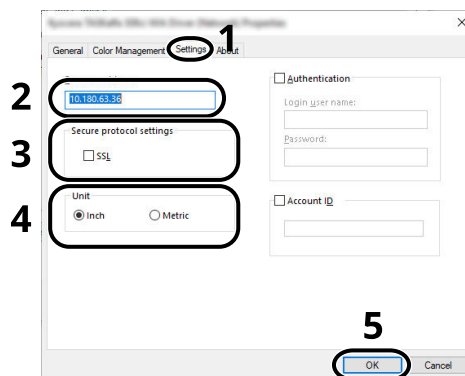 1
General Color Management Settings About
2
10.180.63.36
Authentication
Login user name:
Password:
3
Secure protocol settings
SSL
4
Unit
Inch Metric
Account ID
5
OK Cancel